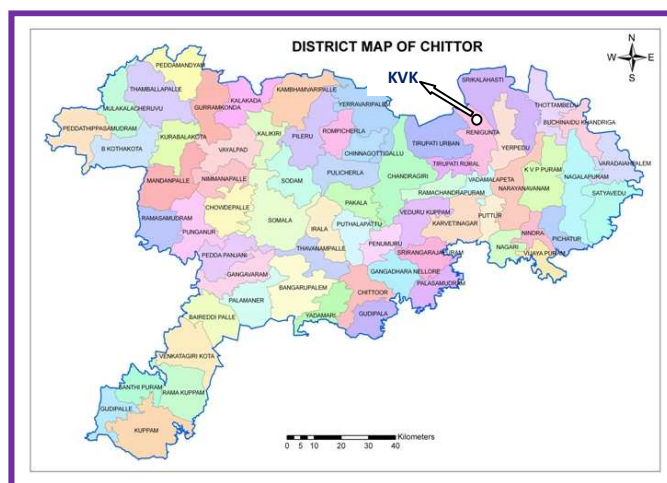 DISTRICT MAP OF CHITTOR
N
W E
S
KVK
PEDDAMANDYAM
THAMBALLAPALLE
MULAKALACHERUVU
GURRAMKONDA
KALAKADA
KAMBHAMVARIPALLE
YERRAVARIPALEM
SRIKALAHASTI
THOTTAMBEDU
BUCHINAIDU KHANDRIGA
PEDDATHIPPASAMUDRAM
B KOTHAKOTA
KURABALAKOTA
VAYALPAD
KALIKIRI
PILERU
ROMPICHERLA
CHINNAGOTTIGALLU
TIRUPATI URBAN
RENIGUNTA
YERPEDU
TIRUPATI RURAL
VARADAIAHPALEM
MANDANPALLE
NIMMANAPALLE
SODAM
PULICHERLA
CHANDRAGIRI
VADAMALAPETA
K V P PURAM
NAGALAPURAM
RAMACHANDRAPURAM
NARAYANAVANAM
SATYAVEDU
RAMASAMUDRAM
CHOWDEPALLE
PAKALA
VEDURU KUPPAM
PUTTUR
KARVETINAGAR
PUNGANUR
SOMALA
IRALA
PUTHALAPATTU
NINDRA
PICHATUR
PEDDA PANJANI
THAVANAMPALLE
PENUMURU
SRIRANGARAJAPURAM
NAGARI
VIJAYA PURAM
GANGAVARAM
GANGADHARA NELLORE
PALAMANER
BANGARUPALEM
CHITTOOR
PALASAMUDRAM
BAIREDDI PALLE
YADAMARI
GUDIPALA
VENKATAGIRI KOTA
SANTHI PURAM
RAMA KUPPAM
GUDIPALLE
KUPPAM
Kilometers
0 5 10 20 30 40